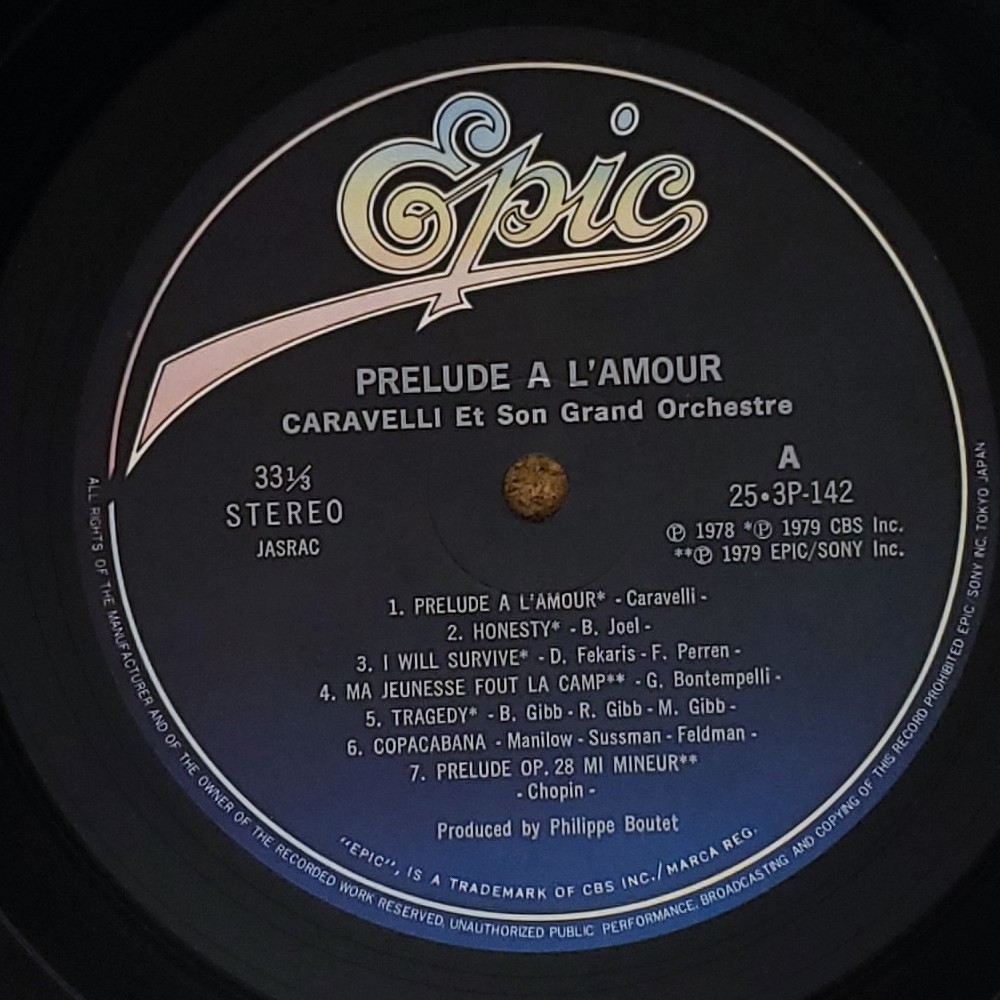 Epic
PRELUDE A L'AMOUR
CARAVELLI Et Son Grand Orchestre
33⅓
STEREO
JASRAC
A
25•3P-142
℗ 1978 *℗ 1979 CBS Inc.
**℗ 1979 EPIC/SONY Inc.
1. PRELUDE A L'AMOUR* - Caravelli -
2. HONESTY* - B. Joel -
3. I WILL SURVIVE* - D. Fekaris - F. Perren -
4. MA JEUNESSE FOUT LA CAMP** - G. Bontempelli -
5. TRAGEDY* - B. Gibb - R. Gibb - M. Gibb -
6. COPACABANA - Manilow - Sussman - Feldman -
7. PRELUDE OP. 28 MI MINEUR**
- Chopin -
Produced by Philippe Boutet
"EPIC", IS A TRADEMARK OF CBS INC./MARCA REG.
ALL RIGHTS OF THE MANUFACTURER AND OF THE OWNER OF THE RECORDED WORK RESERVED, UNAUTHORIZED PUBLIC PERFORMANCE, BROADCASTING AND COPYING OF THIS RECORD PROHIBITED EPIC/SONY INC. TOKYO JAPAN